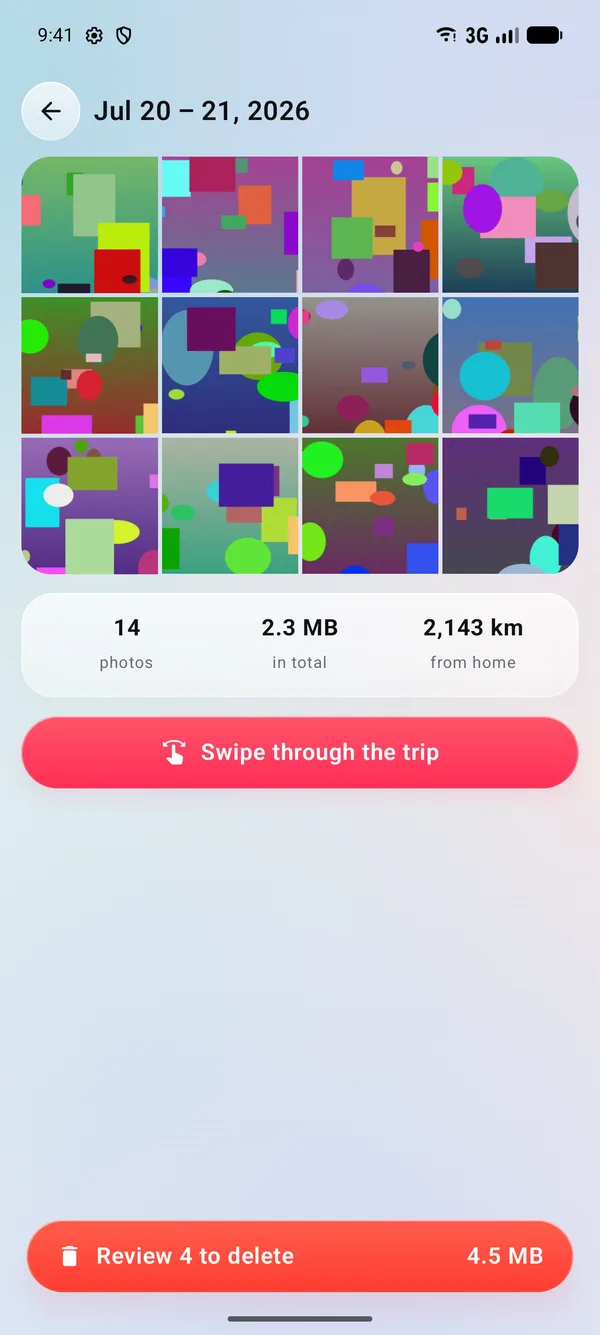 9:41
3G
Jul 20 – 21, 2026
14
photos
2.3 MB
in total
2,143 km
from home
Swipe through the trip
Review 4 to delete
4.5 MB